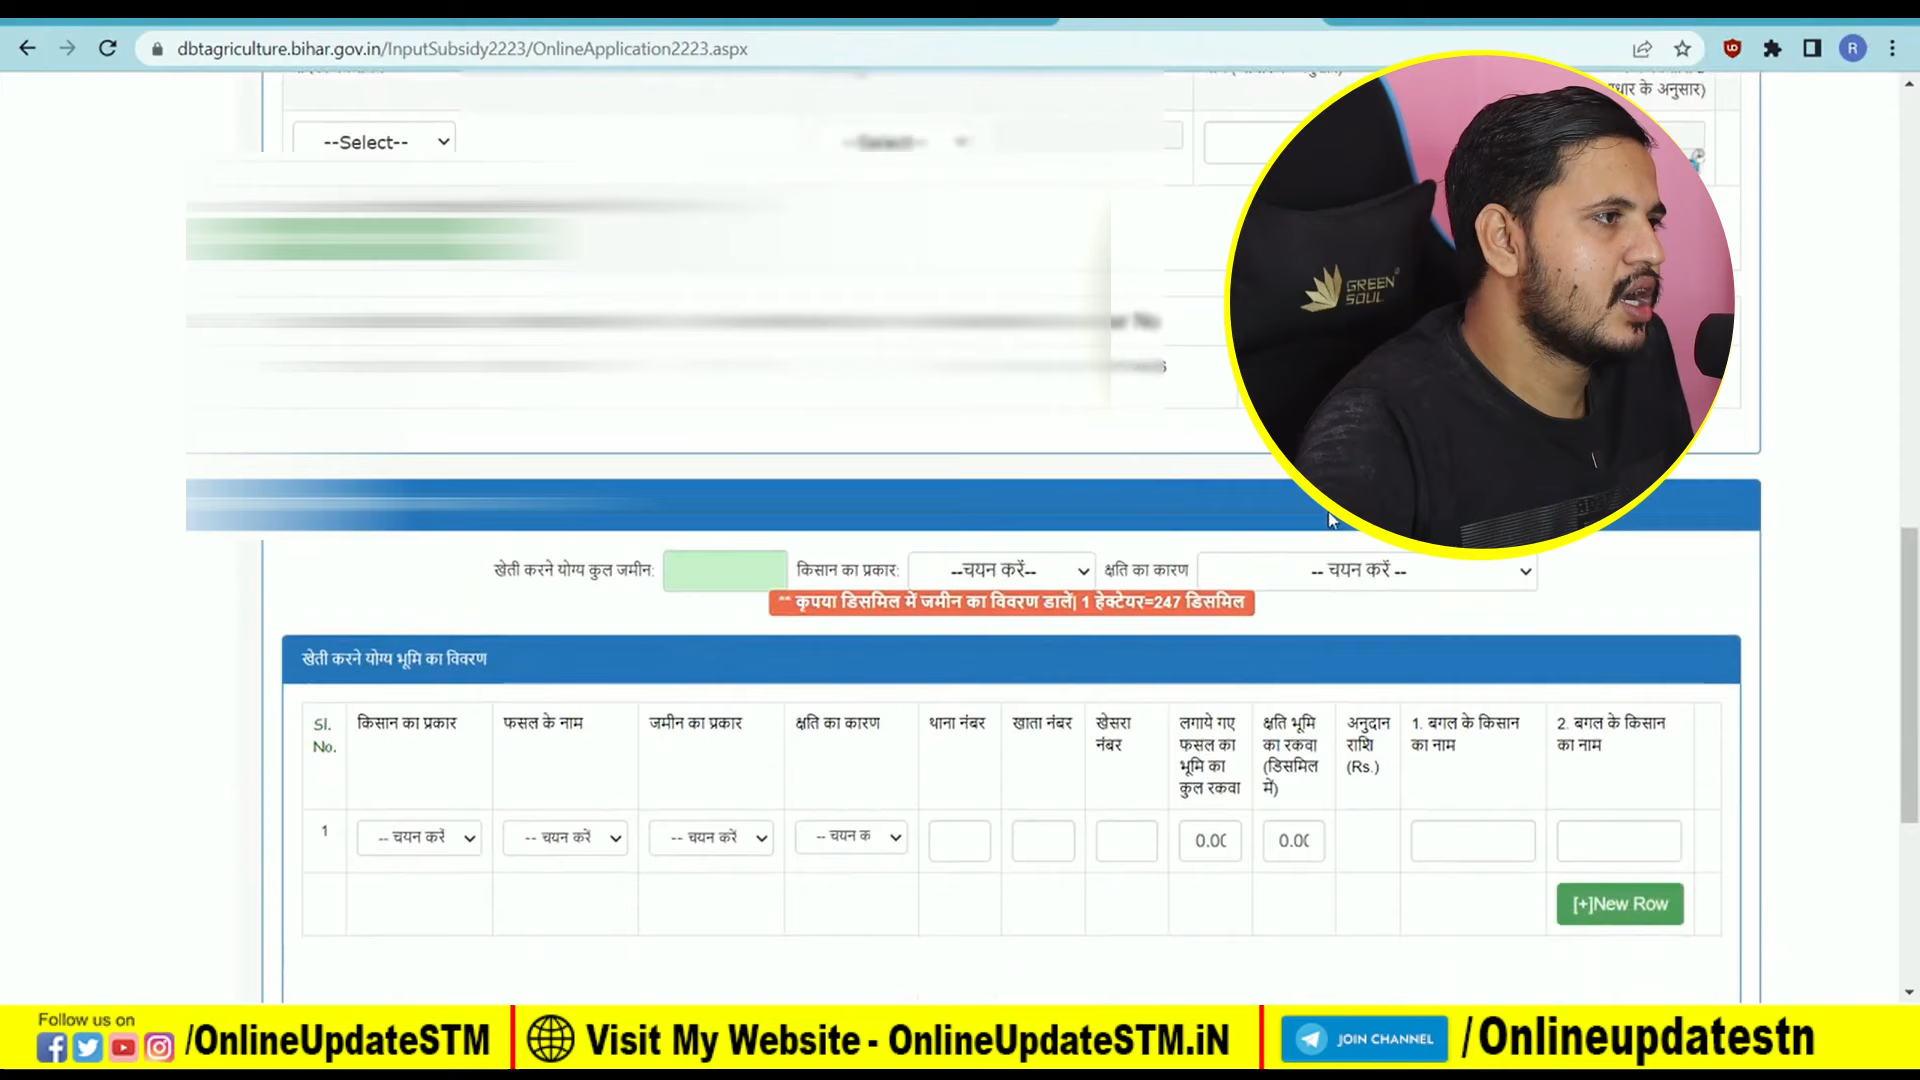 dbtagriculture.bihar.gov.in/InputSubsidy2223/OnlineApplication2223.aspx
R
धार के अनुसार)
--Select--
GREEN
SOUL
खेती करने योग्य कुल जमीन:
किसान का प्रकार:
--चयन करें--
क्षति का कारण
-- चयन करें --
** कृपया डिसमिल में जमीन का विवरण डालें| 1 हेक्टेयर=247 डिसमिल
खेती करने योग्य भूमि का विवरण
Sl. No.
किसान का प्रकार
फसल के नाम
जमीन का प्रकार
क्षति का कारण
थाना नंबर
खाता नंबर
खेसरा नंबर
लगाये गए फसल का भूमि का कुल रकवा
क्षति भूमि का रकवा (डिसमिल में)
अनुदान राशि (Rs.)
1. बगल के किसान का नाम
2. बगल के किसान का नाम
1
-- चयन करें
-- चयन करें
-- चयन करें
-- चयन क
0.00
0.00
[+]New Row
Follow us on
/OnlineUpdateSTM
Visit My Website - OnlineUpdateSTM.iN
JOIN CHANNEL
/Onlineupdatestn